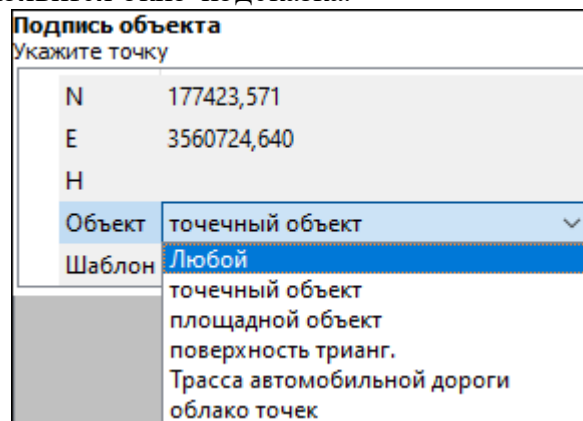 Подпись объекта
Укажите точку
N 177423,571
E 3560724,640
H
Объект точечный объект
Шаблон Любой
точечный объект
площадной объект
поверхность трианг.
Трасса автомобильной дороги
облако точек